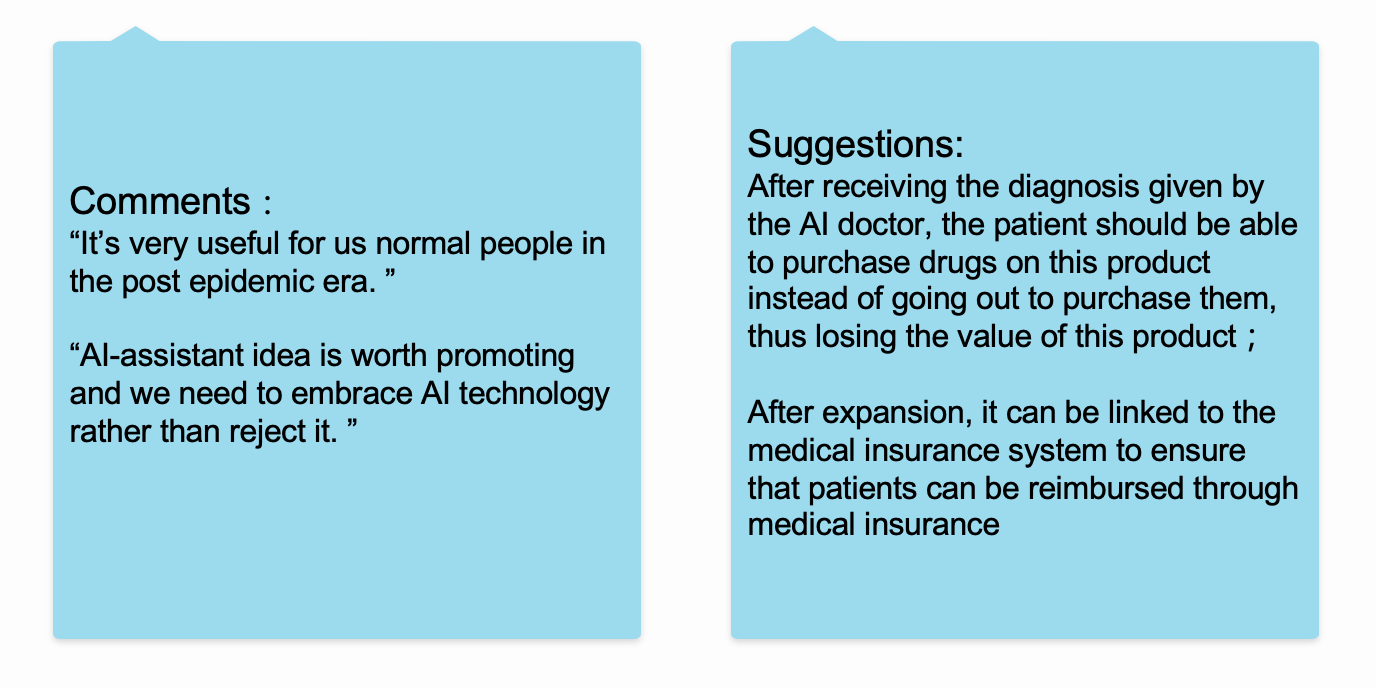 Comments：
“It’s very useful for us normal people in
the post epidemic era. ”
“AI-assistant idea is worth promoting
and we need to embrace AI technology
rather than reject it. ”
Suggestions:
After receiving the diagnosis given by
the AI doctor, the patient should be able
to purchase drugs on this product
instead of going out to purchase them,
thus losing the value of this product；
After expansion, it can be linked to the
medical insurance system to ensure
that patients can be reimbursed through
medical insurance